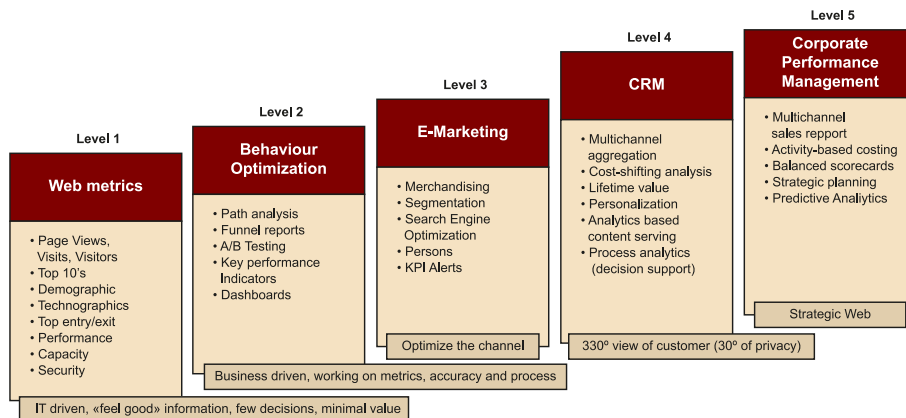 Level 1
Web metrics
• Page Views,
Visits, Visitors
• Top 10's
• Demographic
• Technographics
• Top entry/exit
• Performance
• Capacity
• Security
IT driven, «feel good» information, few decisions, minimal value
Level 2
Behaviour
Optimization
• Path analysis
• Funnel reports
• A/B Testing
• Key performance
Indicators
• Dashboards
Business driven, working on metrics, accuracy and process
Level 3
E-Marketing
• Merchandising
• Segmentation
• Search Engine
Optimization
• Persons
• KPI Alerts
Optimize the channel
Level 4
CRM
• Multichannel
aggregation
• Cost-shifting analysis
• Lifetime value
• Personalization
• Analytics based
content serving
• Process analytics
(decision support)
330º view of customer (30º of privacy)
Level 5
Corporate
Performance
Management
• Multichannel
sales repport
• Activity-based costing
• Balanced scorecards
• Strategic planning
• Predictive Analytics
Strategic Web